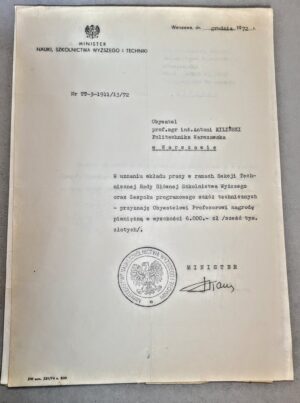 Warszawa, dn. grudnia 1972 r.
MINISTER
NAUKI, SZKOLNICTWA WYŻSZEGO I TECHNIKI
Obywatel
prof.mgr inż.Antoni KILIŃSKI
Politechnika Warszawska
w Warszawie
W uznaniu wkładu pracy w ramach Sekcji Tech-
nicznej Rady Głównej Szkolnictwa Wyższego
oraz Zespołu programowego szkół technicznych -
przyznaję Obywatelowi Profesorowi nagrodę
pieniężną w wysokości 6.000.- zł /sześć tys.
złotych/.
MINISTER